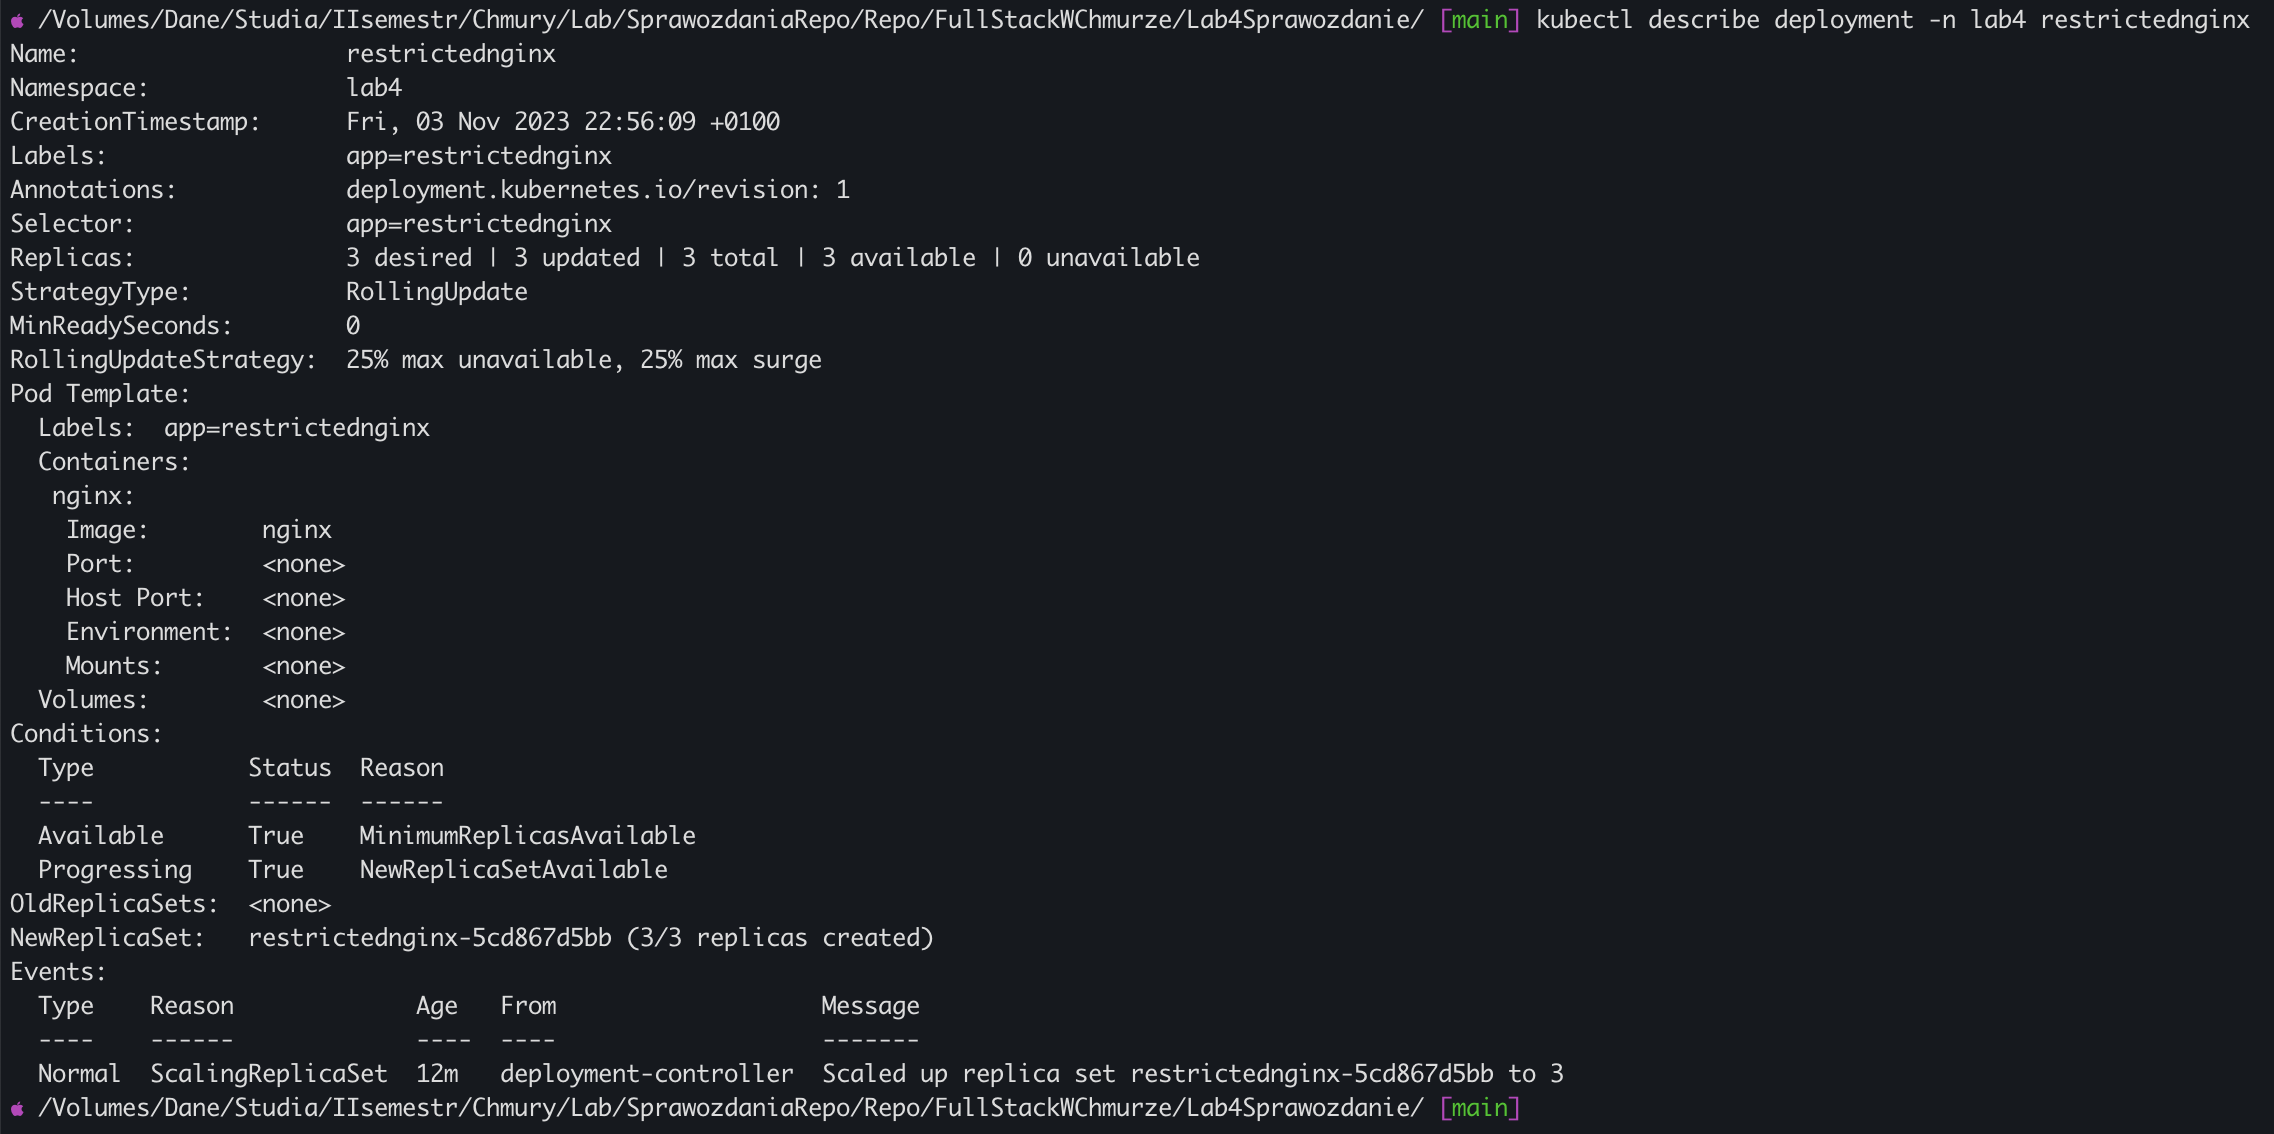 /Volumes/Dane/Studia/IIsemestr/Chmury/Lab/SprawozdaniaRepo/Repo/FullStackWChmurze/Lab4Sprawozdanie/ [main] kubectl describe deployment -n lab4 restrictednginx
Name:                   restrictednginx
Namespace:              lab4
CreationTimestamp:      Fri, 03 Nov 2023 22:56:09 +0100
Labels:                 app=restrictednginx
Annotations:            deployment.kubernetes.io/revision: 1
Selector:               app=restrictednginx
Replicas:               3 desired | 3 updated | 3 total | 3 available | 0 unavailable
StrategyType:           RollingUpdate
MinReadySeconds:        0
RollingUpdateStrategy:  25% max unavailable, 25% max surge
Pod Template:
  Labels:  app=restrictednginx
  Containers:
   nginx:
    Image:        nginx
    Port:         <none>
    Host Port:    <none>
    Environment:  <none>
    Mounts:       <none>
  Volumes:        <none>
Conditions:
  Type           Status  Reason
  ----           ------  ------
  Available      True    MinimumReplicasAvailable
  Progressing    True    NewReplicaSetAvailable
OldReplicaSets:  <none>
NewReplicaSet:   restrictednginx-5cd867d5bb (3/3 replicas created)
Events:
  Type    Reason             Age   From                   Message
  ----    ------             ----  ----                   -------
  Normal  ScalingReplicaSet  12m   deployment-controller  Scaled up replica set restrictednginx-5cd867d5bb to 3
/Volumes/Dane/Studia/IIsemestr/Chmury/Lab/SprawozdaniaRepo/Repo/FullStackWChmurze/Lab4Sprawozdanie/ [main]